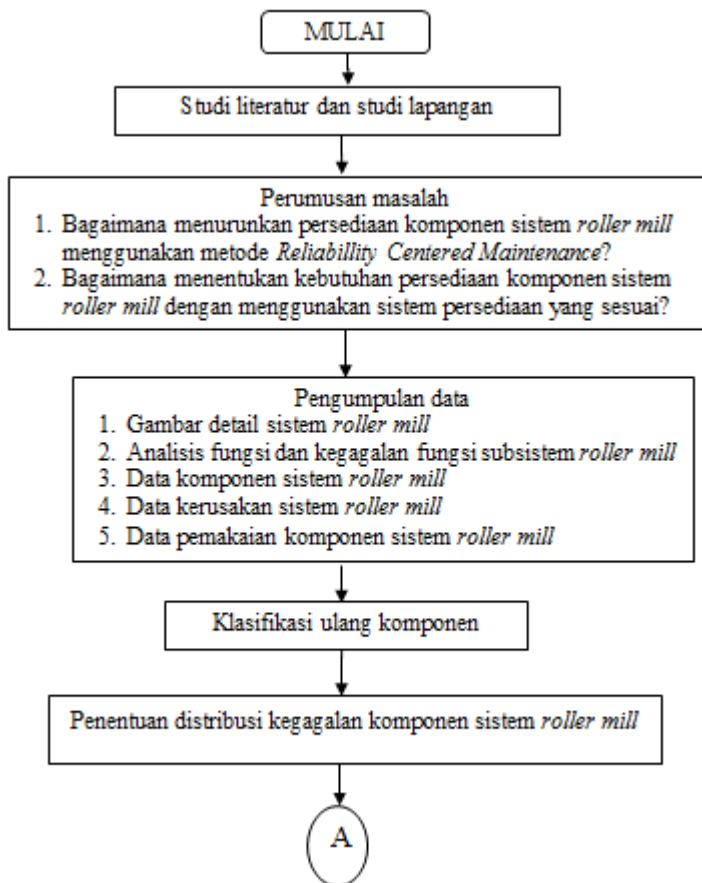 MULAI
Studi literatur dan studi lapangan
Perumusan masalah
1. Bagaimana menurunkan persediaan komponen sistem roller mill
menggunakan metode Reliabillity Centered Maintenance?
2. Bagaimana menentukan kebutuhan persediaan komponen sistem
roller mill dengan menggunakan sistem persediaan yang sesuai?
Pengumpulan data
1. Gambar detail sistem roller mill
2. Analisis fungsi dan kegagalan fungsi subsistem roller mill
3. Data komponen sistem roller mill
4. Data kerusakan sistem roller mill
5. Data pemakaian komponen sistem roller mill
Klasifikasi ulang komponen
Penentuan distribusi kegagalan komponen sistem roller mill
A